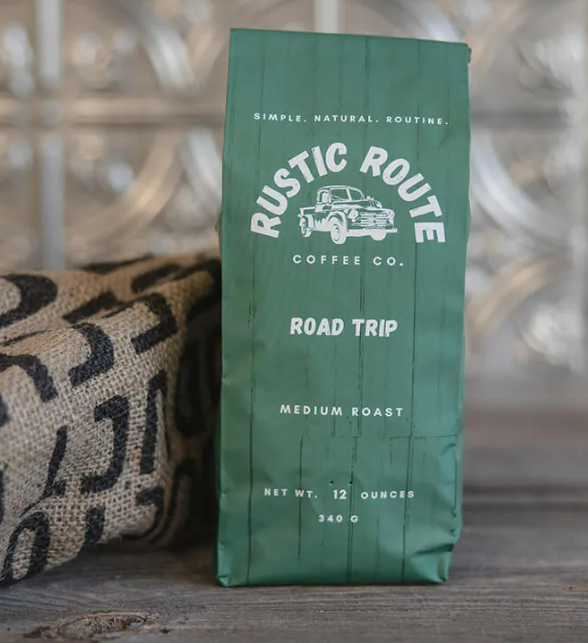 SIMPLE. NATURAL. ROUTINE.
RUSTIC ROUTE
COFFEE CO.
ROAD TRIP
MEDIUM ROAST
NET WT. 12 OUNCES
340 G